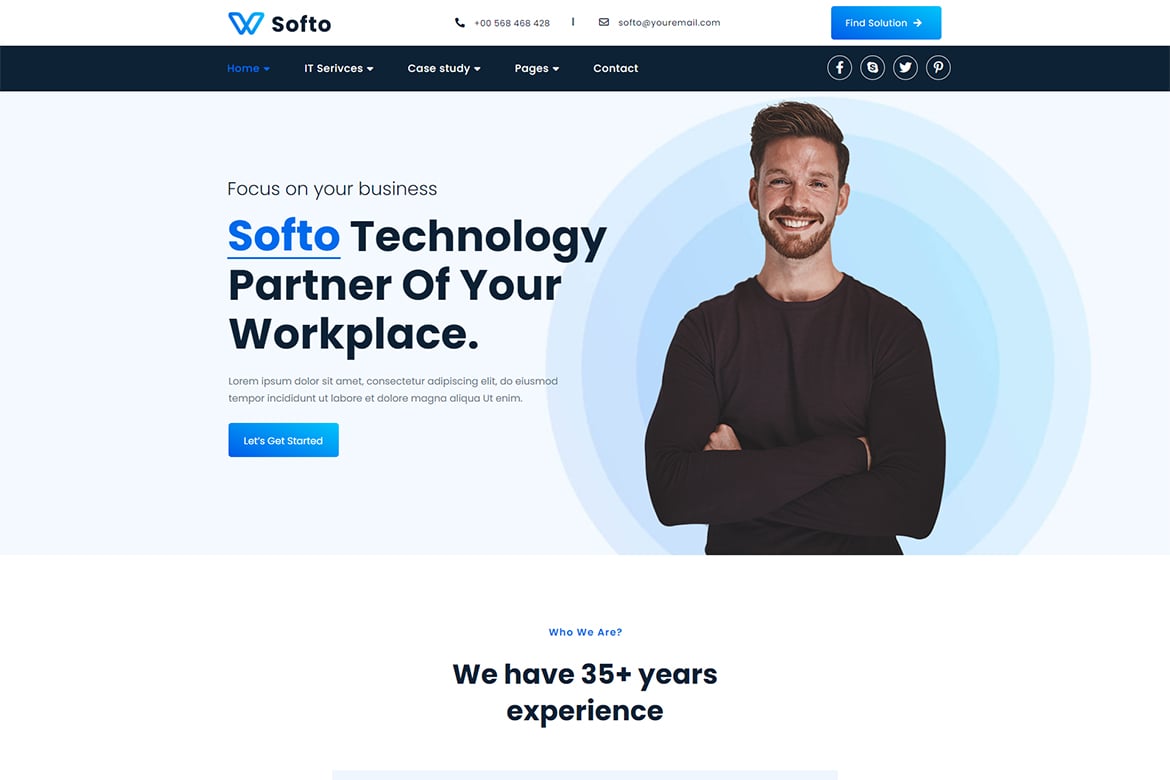 Softo
+00 568 468 428
softo@youremail.com
Find Solution
Home
IT Serivces
Case study
Pages
Contact
Focus on your business
Softo Technology
Partner Of Your
Workplace.
Lorem ipsum dolor sit amet, consectetur adipiscing elit, do eiusmod
tempor incididunt ut labore et dolore magna aliqua Ut enim.
Let's Get Started
Who We Are?
We have 35+ years
experience